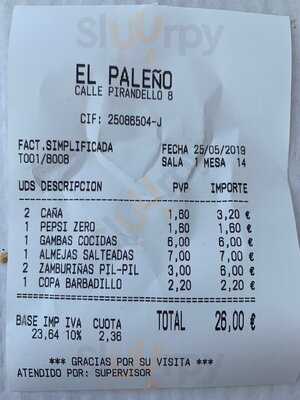 Sluurpy
EL PALEÑO
CALLE PIRANDELLO 8
CIF: 25086504-J
FACT.SIMPLIFICADA FECHA 25/05/2019
T001/8008 SALA 1 MESA 14
UDS DESCRIPCION PVP IMPORTE
2 CAÑA 1,60 3,20 €
1 PEPSI ZERO 1,60 1,60 €
1 GAMBAS COCIDAS 6,00 6,00 €
1 ALMEJAS SALTEADAS 7,00 7,00 €
2 ZAMBURIÑAS PIL-PIL 3,00 6,00 €
1 COPA BARBADILLO 2,20 2,20 €
BASE IMP IVA CUOTA TOTAL 26,00 €
23,64 10% 2,36
*** GRACIAS POR SU VISITA ***
ATENDIDO POR: SUPERVISOR